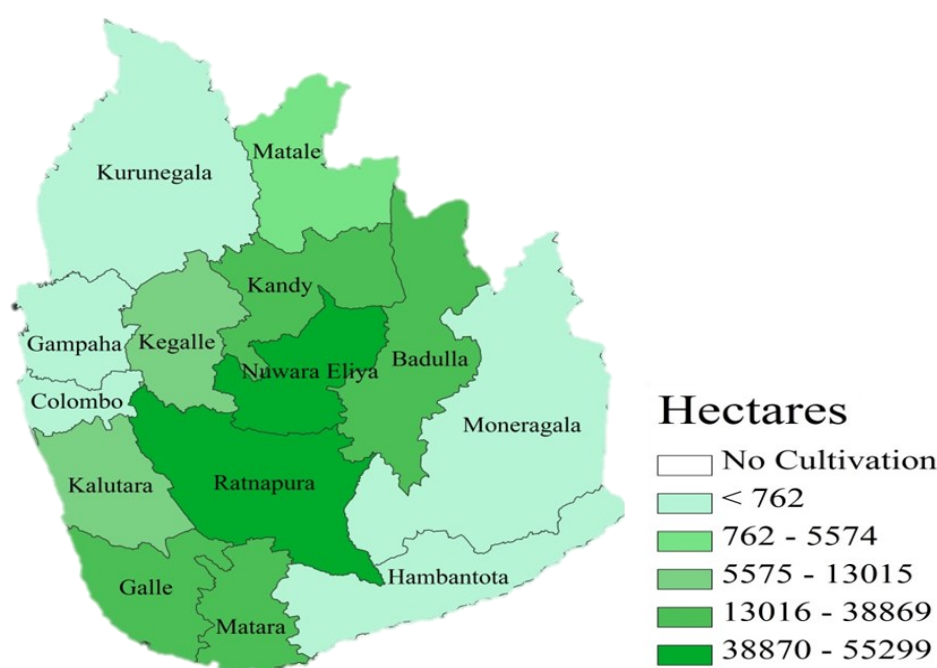 Matale
Kurunegala
Kandy
Gampaha
Kegalle
Badulla
Nuwara Eliya
Colombo
Moneragala
Kalutara
Ratnapura
Galle
Hambantota
Matara
Hectares
No Cultivation
< 762
762 - 5574
5575 - 13015
13016 - 38869
38870 - 55299